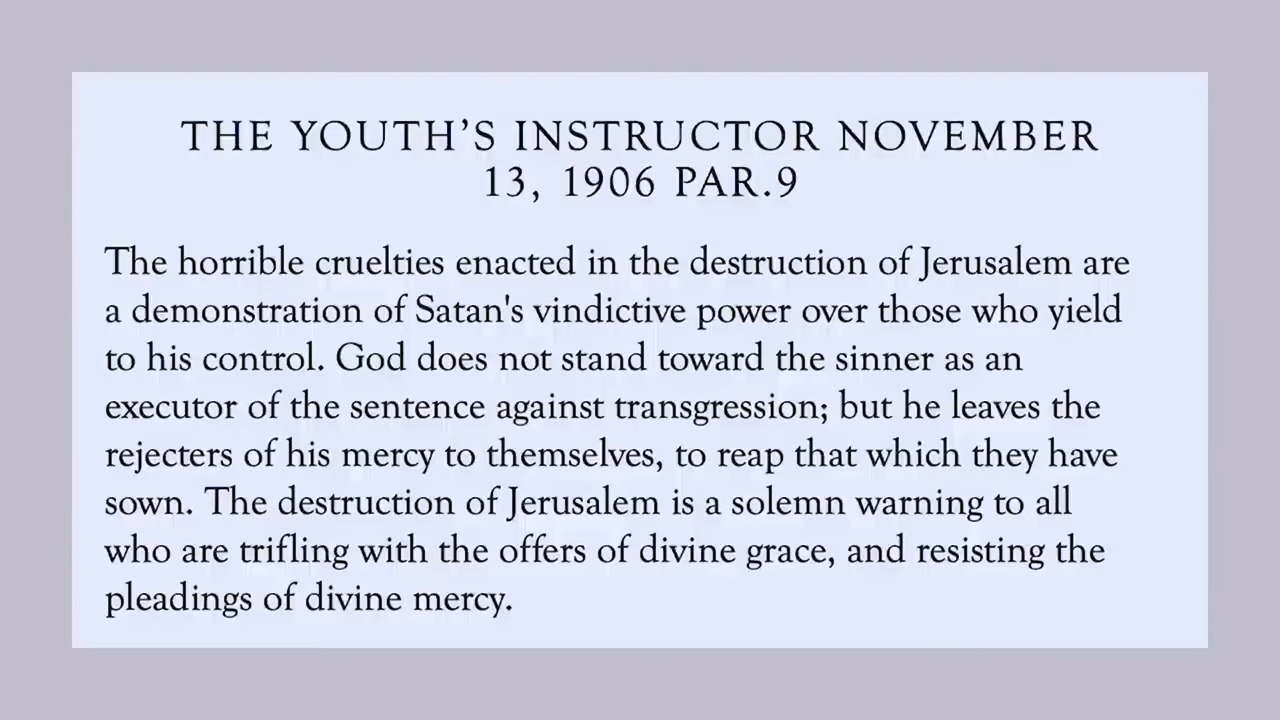 THE YOUTH’S INSTRUCTOR NOVEMBER
13, 1906 PAR.9
The horrible cruelties enacted in the destruction of Jerusalem are
a demonstration of Satan's vindictive power over those who yield
to his control. God does not stand toward the sinner as an
executor of the sentence against transgression; but he leaves the
rejecters of his mercy to themselves, to reap that which they have
sown. The destruction of Jerusalem is a solemn warning to all
who are trifling with the offers of divine grace, and resisting the
pleadings of divine mercy.